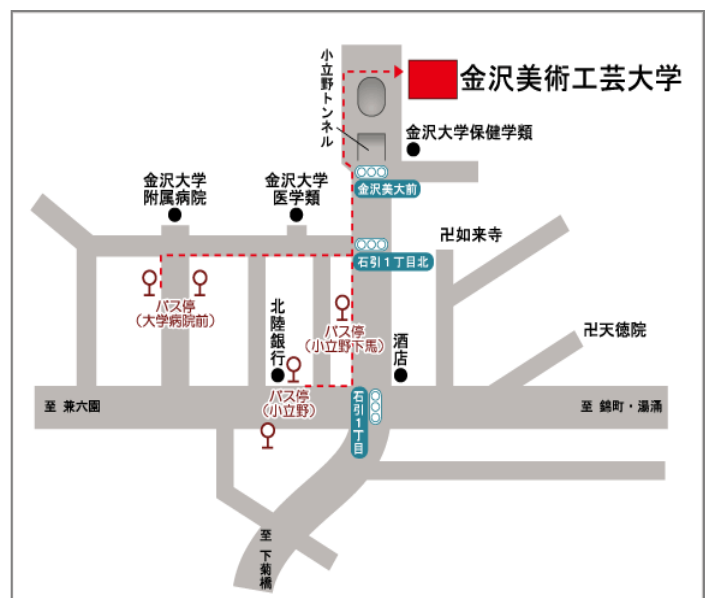 小立野トンネル
金沢美術工芸大学
金沢大学保健学類
金沢美大前
金沢大学
附属病院
金沢大学
医学類
卍如来寺
石引1丁目北
バス停
(大学病院前)
北陸銀行
バス停
(小立野下馬)
酒店
卍天徳院
バス停
(小立野)
石引1丁目
至 兼六園
至 錦町・湯涌
至 下菊橋